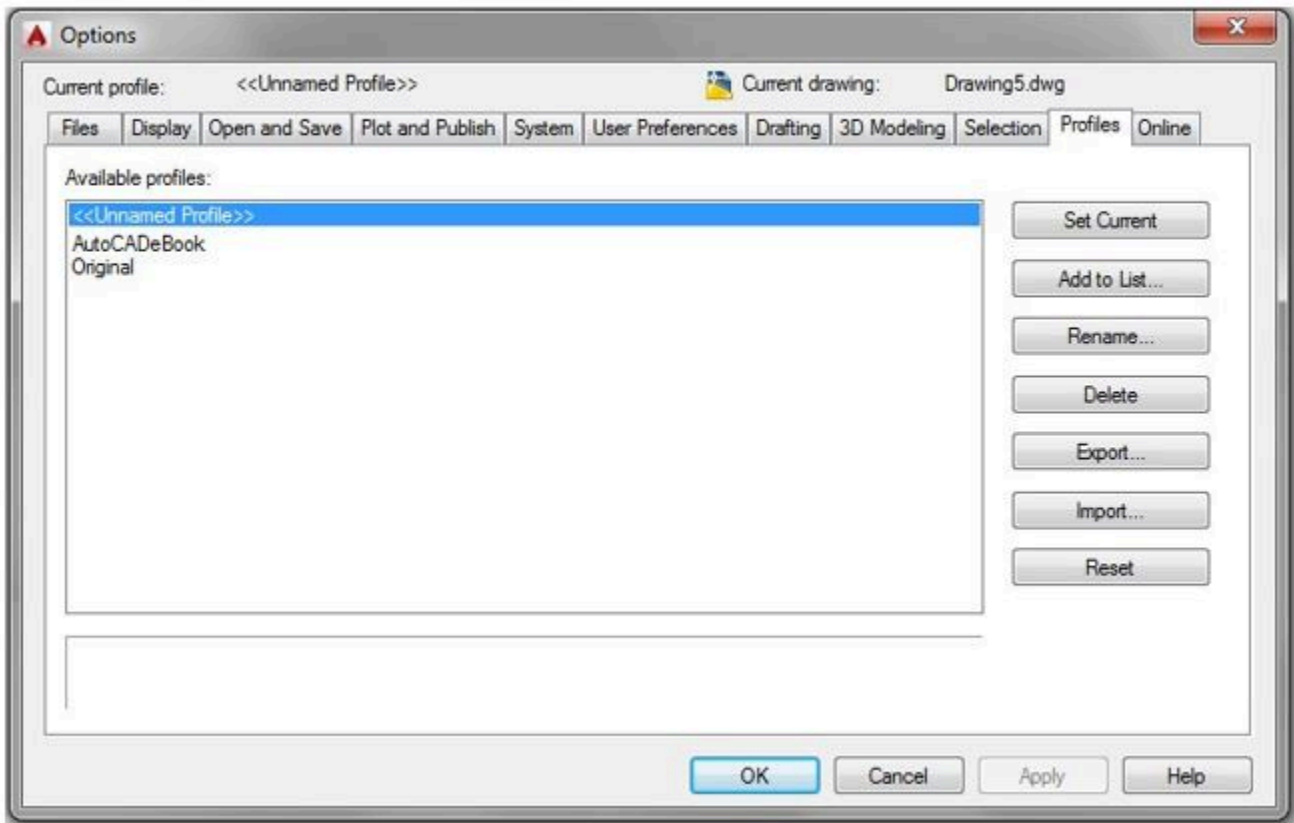 Options
Current profile: <<Unnamed Profile>> Current drawing: Drawing5.dwg
Files Display Open and Save Plot and Publish System User Preferences Drafting 3D Modeling Selection Profiles Online
Available profiles:
<<Unnamed Profile>>
AutoCADeBook
Original
Set Current
Add to List...
Rename...
Delete
Export...
Import...
Reset
OK Cancel Apply Help